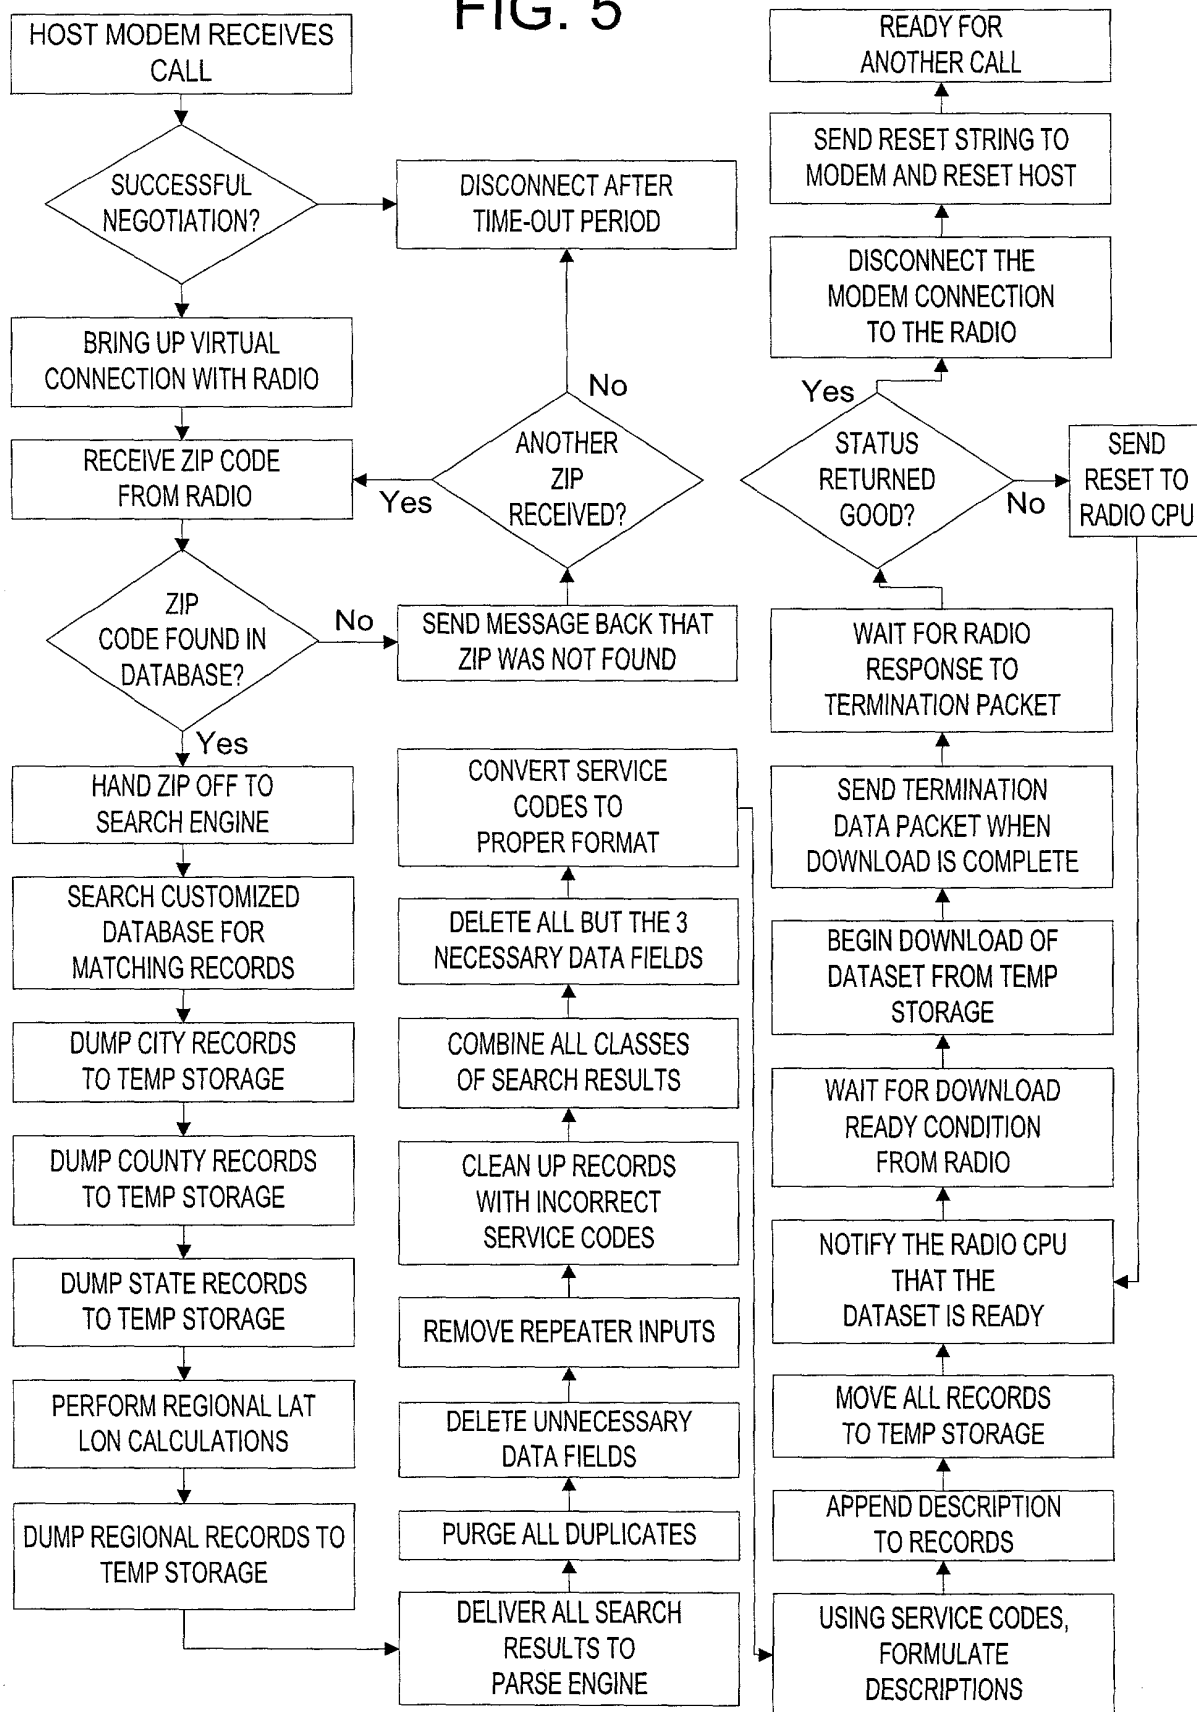 FIG. 5
HOST MODEM RECEIVES
CALL
SUCCESSFUL
NEGOTIATION?
DISCONNECT AFTER
TIME-OUT PERIOD
BRING UP VIRTUAL
CONNECTION WITH RADIO
RECEIVE ZIP CODE
FROM RADIO
ANOTHER
ZIP
RECEIVED?
No
Yes
ZIP
CODE FOUND IN
DATABASE?
No
Yes
SEND MESSAGE BACK THAT
ZIP WAS NOT FOUND
HAND ZIP OFF TO
SEARCH ENGINE
SEARCH CUSTOMIZED
DATABASE FOR
MATCHING RECORDS
DUMP CITY RECORDS
TO TEMP STORAGE
DUMP COUNTY RECORDS
TO TEMP STORAGE
DUMP STATE RECORDS
TO TEMP STORAGE
PERFORM REGIONAL LAT
LON CALCULATIONS
DUMP REGIONAL RECORDS TO
TEMP STORAGE
DELIVER ALL SEARCH
RESULTS TO
PARSE ENGINE
PURGE ALL DUPLICATES
DELETE UNNECESSARY
DATA FIELDS
REMOVE REPEATER INPUTS
CLEAN UP RECORDS
WITH INCORRECT
SERVICE CODES
COMBINE ALL CLASSES
OF SEARCH RESULTS
DELETE ALL BUT THE 3
NECESSARY DATA FIELDS
CONVERT SERVICE
CODES TO
PROPER FORMAT
USING SERVICE CODES,
FORMULATE
DESCRIPTIONS
APPEND DESCRIPTION
TO RECORDS
MOVE ALL RECORDS
TO TEMP STORAGE
NOTIFY THE RADIO CPU
THAT THE
DATASET IS READY
WAIT FOR DOWNLOAD
READY CONDITION
FROM RADIO
BEGIN DOWNLOAD OF
DATASET FROM TEMP
STORAGE
SEND TERMINATION
DATA PACKET WHEN
DOWNLOAD IS COMPLETE
WAIT FOR RADIO
RESPONSE TO
TERMINATION PACKET
STATUS
RETURNED
GOOD?
Yes
No
SEND
RESET TO
RADIO CPU
DISCONNECT THE
MODEM CONNECTION
TO THE RADIO
SEND RESET STRING TO
MODEM AND RESET HOST
READY FOR
ANOTHER CALL